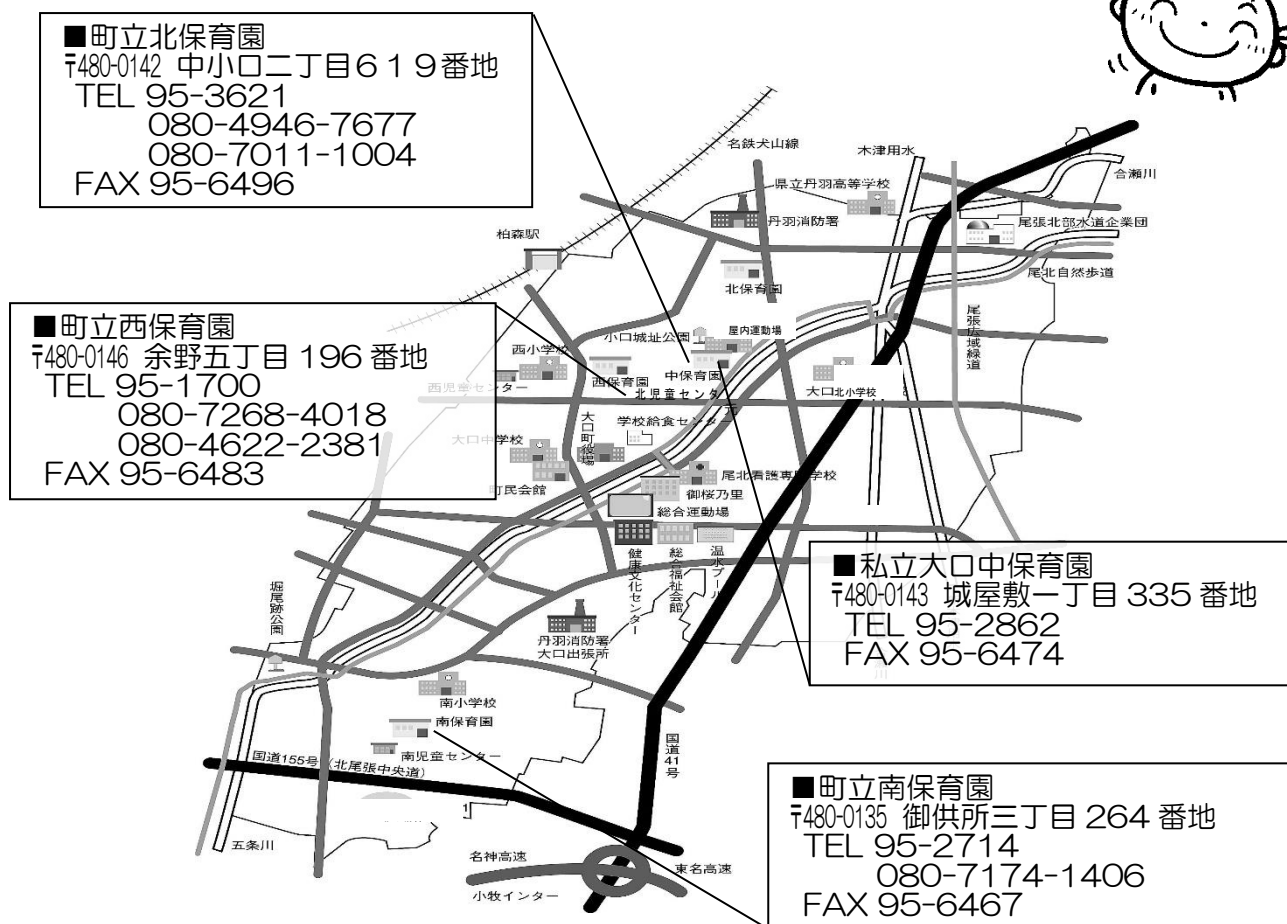 ■町立北保育園
〒480-0142 中小口二丁目619番地
TEL 95-3621
080-4946-7677
080-7011-1004
FAX 95-6496
■町立西保育園
〒480-0146 余野五丁目 196 番地
TEL 95-1700
080-7268-4018
080-4622-2381
FAX 95-6483
■私立大口中保育園
〒480-0143 城屋敷一丁目 335 番地
TEL 95-2862
FAX 95-6474
■町立南保育園
〒480-0135 御供所三丁目 264 番地
TEL 95-2714
080-7174-1406
FAX 95-6467
名鉄犬山線
木津用水
合瀬川
県立丹羽高等学校
丹羽消防署
尾張北部水道企業団
柏森駅
尾北自然歩道
北保育園
尾張広域緑道
小口城址公園
屋内運動場
西小学校
西保育園
中保育園
西児童センター
北児童センタ
大口北小学校
学校給食センター
大口町役場
大口中学校
町民会館
尾北看護専門学校
御桜乃里
総合運動場
健康文化センター
総合福祉会館
温水プール
堀尾跡公園
丹羽消防署
大口出張所
南小学校
南保育園
南児童センター
国道41号
国道155号(北尾張中央道)
五条川
名神高速
東名高速
小牧インター